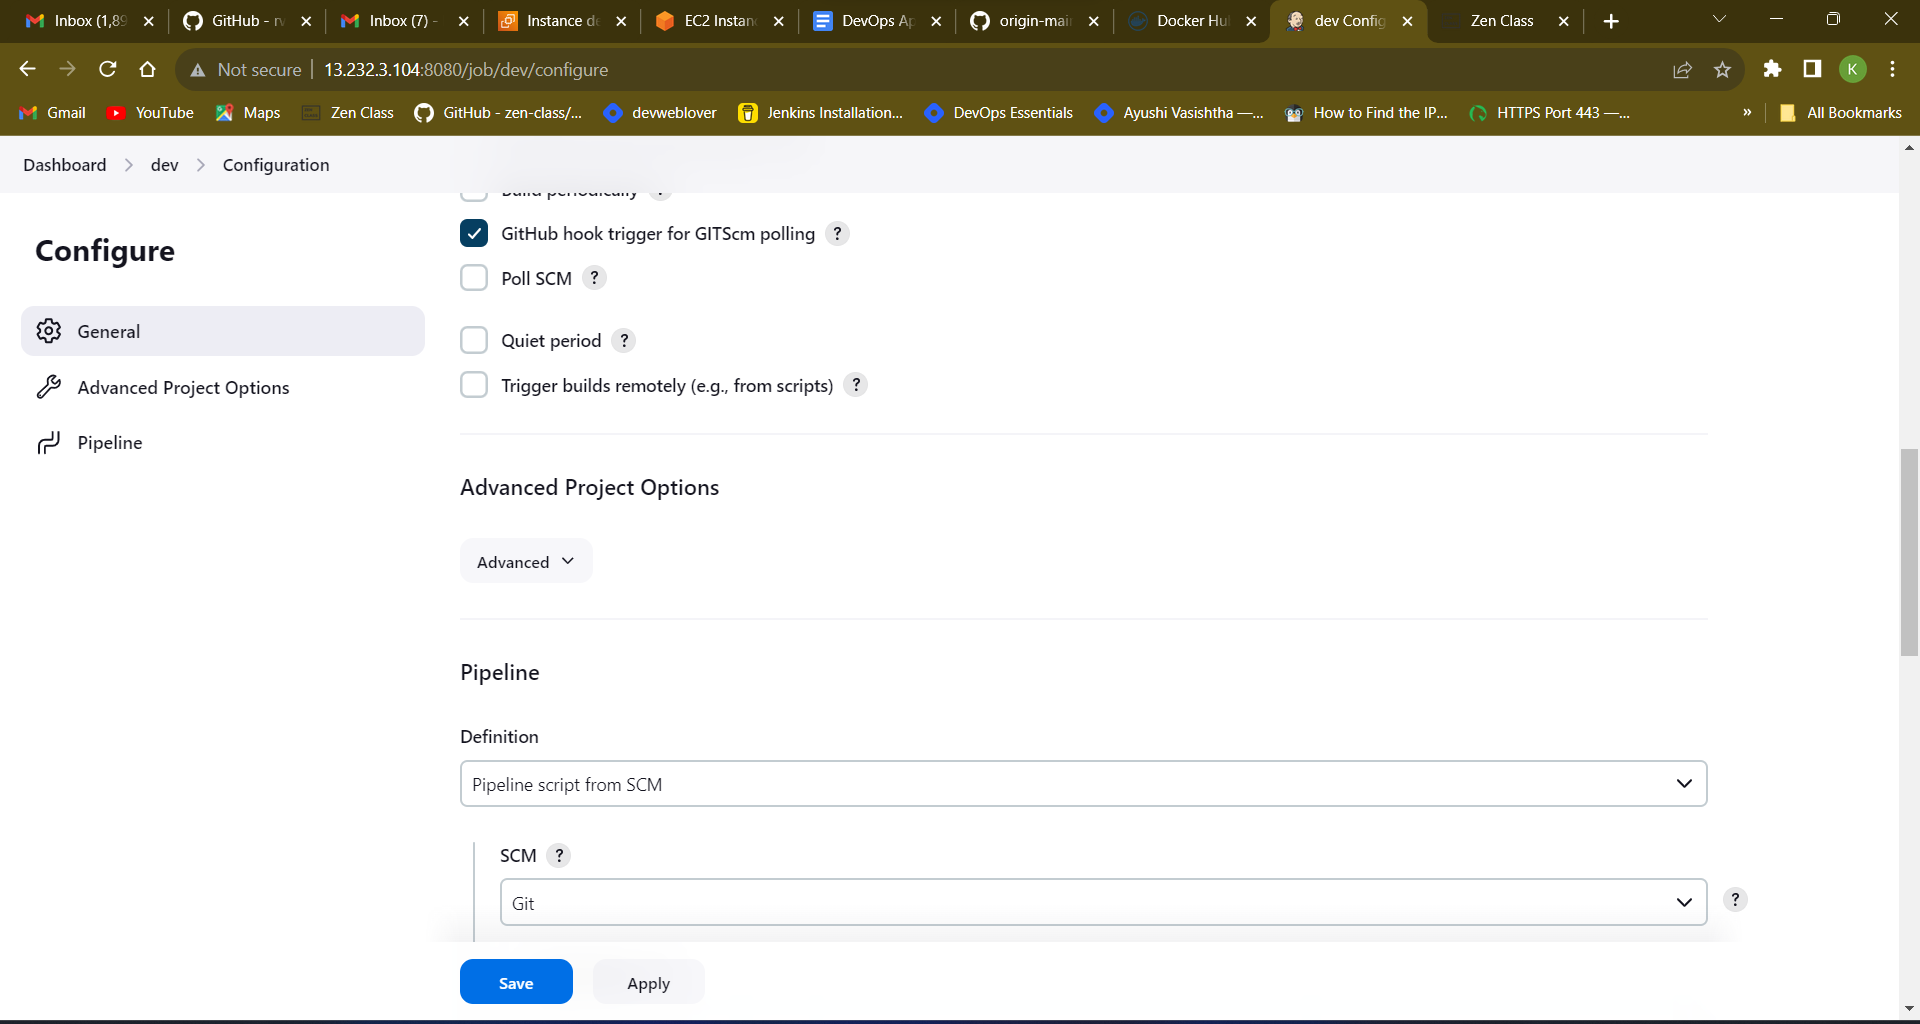 Inbox (1,89
GitHub - rv
Inbox (7) -
Instance de
EC2 Instan
DevOps Ap
origin-mai
Docker Hu
dev Config
Zen Class
Not secure
13.232.3.104:8080/job/dev/configure
K
Gmail
YouTube
Maps
Zen Class
GitHub - zen-class/...
devweblover
Jenkins Installation...
DevOps Essentials
Ayushi Vasishtha —...
How to Find the IP...
HTTPS Port 443 —...
»
All Bookmarks
Dashboard
dev
Configuration
Configure
General
Advanced Project Options
Pipeline
Build periodically ?
GitHub hook trigger for GITScm polling ?
Poll SCM ?
Quiet period ?
Trigger builds remotely (e.g., from scripts) ?
Advanced Project Options
Advanced
Pipeline
Definition
Pipeline script from SCM
SCM ?
Git
?
Save
Apply